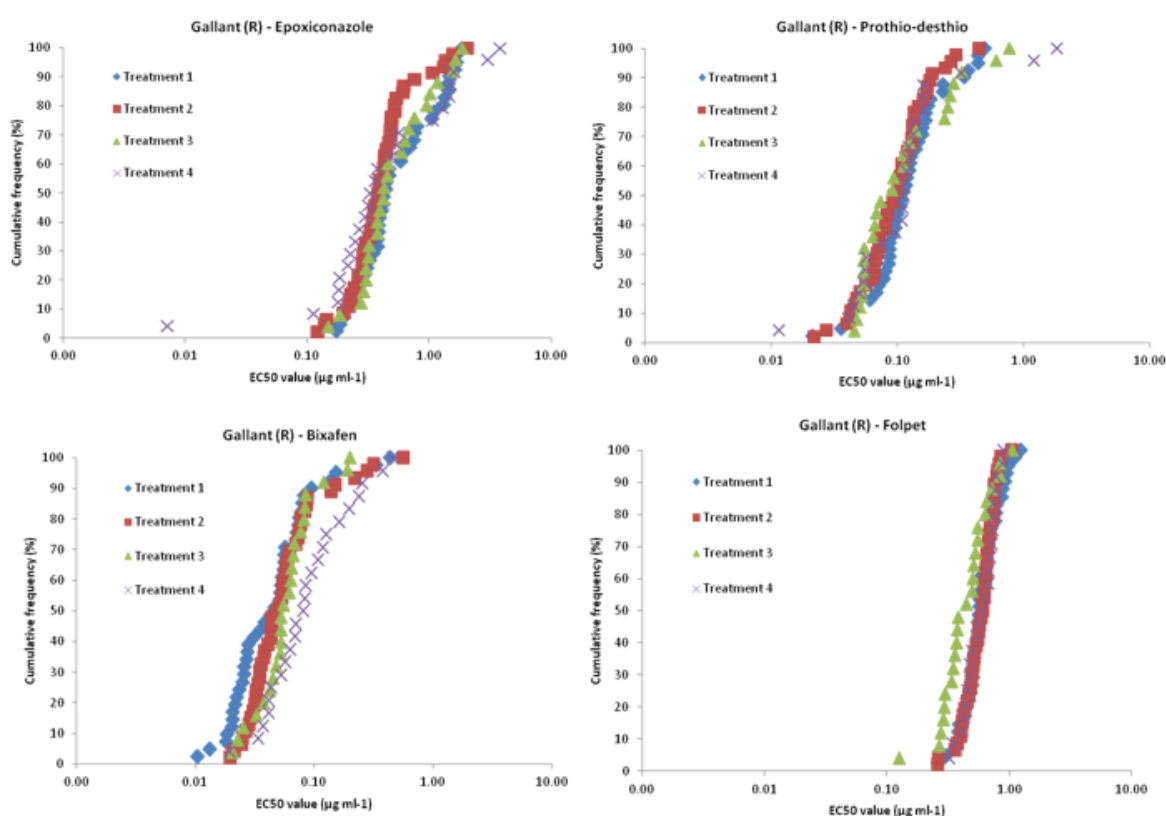 Gallant (R) - Epoxiconazole
100
90
80
70
60
50
40
30
20
10
0
Cumulative frequency (%)
Treatment 1
Treatment 2
Treatment 3
Treatment 4
0.00 0.01 0.10 1.00 10.00
EC50 value (µg ml-1)
Gallant (R) - Prothio-desthio
100
90
80
70
60
50
40
30
20
10
0
Cumulative frequency (%)
Treatment 1
Treatment 2
Treatment 3
Treatment 4
0.00 0.01 0.10 1.00 10.00
EC50 value (µg ml-1)
Gallant (R) - Bixafen
100
90
80
70
60
50
40
30
20
10
0
Cumulative frequency (%)
Treatment 1
Treatment 2
Treatment 3
Treatment 4
0.00 0.01 0.10 1.00 10.00
EC50 value (µg ml-1)
Gallant (R) - Folpet
100
90
80
70
60
50
40
30
20
10
0
Cumulative frequency (%)
Treatment 1
Treatment 2
Treatment 3
Treatment 4
0.00 0.01 0.10 1.00 10.00
EC50 value (µg ml-1)